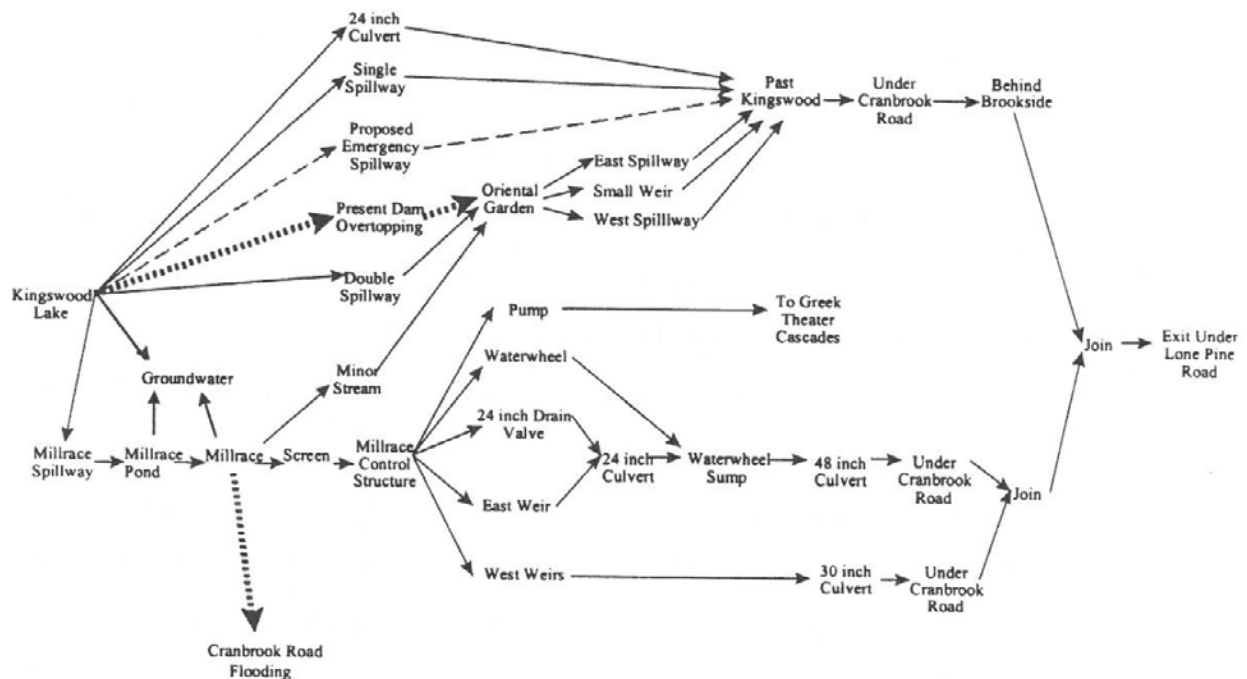 24 inch
Culvert
Single
Spillway
Proposed
Emergency
Spillway
Present Dam
Overtopping
Double
Spillway
Kingswood
Lake
Groundwater
Minor
Stream
Millrace
Spillway
Millrace
Pond
Millrace
Screen
Millrace
Control
Structure
Cranbrook Road
Flooding
Oriental
Garden
East Spillway
Small Weir
West Spilllway
Past
Kingswood
Under
Cranbrook
Road
Behind
Brookside
Pump
To Greek
Theater
Cascades
Waterwheel
24 inch Drain
Valve
East Weir
24 inch
Culvert
Waterwheel
Sump
48 inch
Culvert
Under
Cranbrook
Road
Join
West Weirs
30 inch
Culvert
Under
Cranbrook
Road
Join
Exit Under
Lone Pine
Road